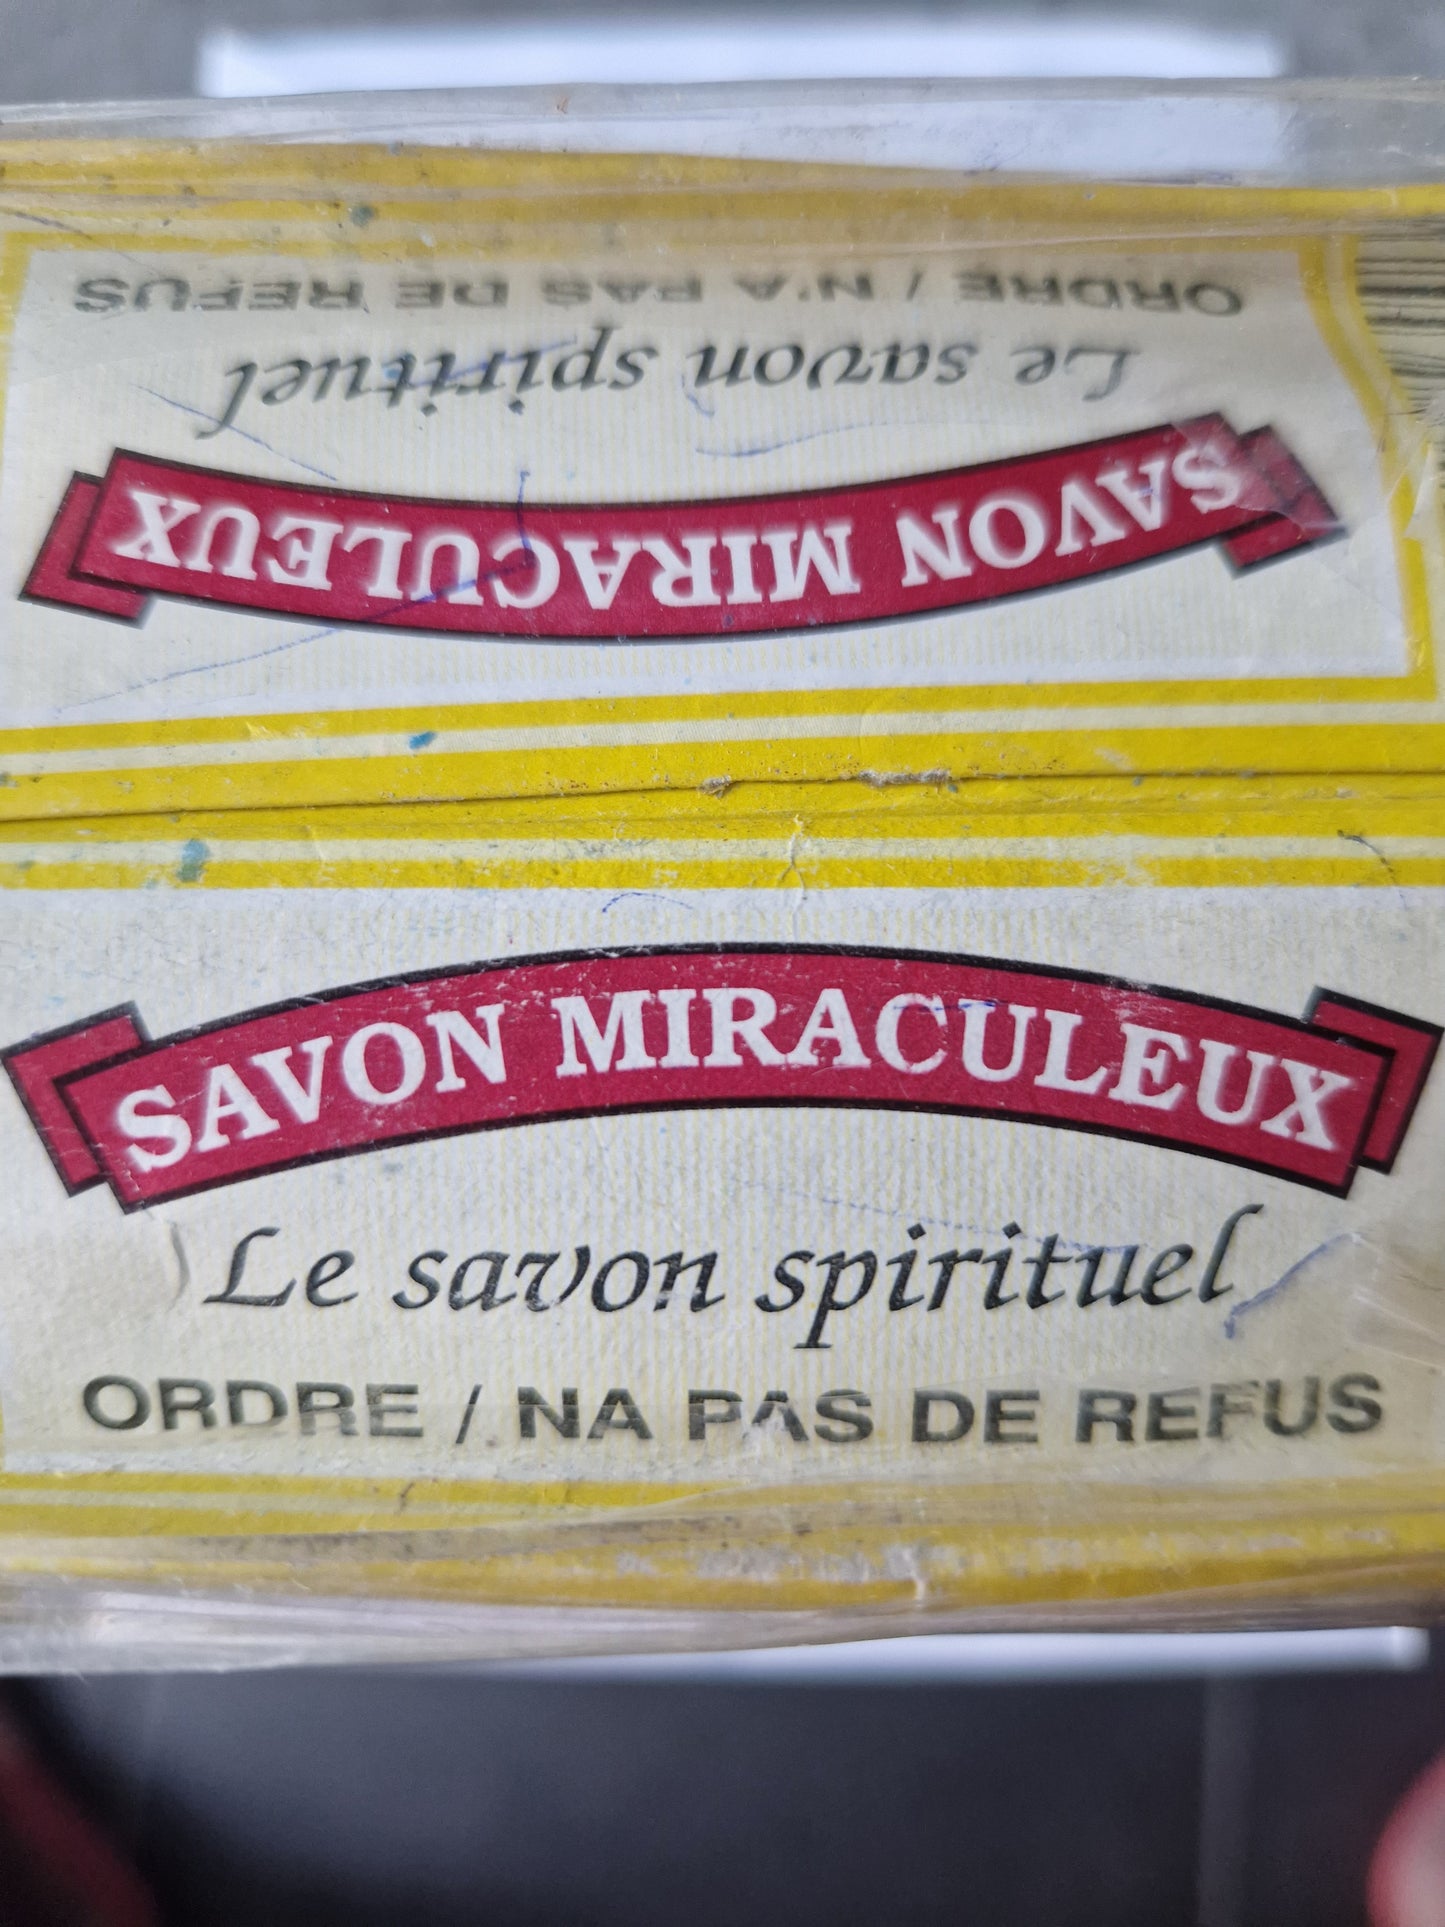 ORDRE / N'A PAS DE REFUS
Le savon spirituel
SAVON MIRACULEUX
SAVON MIRACULEUX
Le savon spirituel
ORDRE / NA PAS DE REFUS